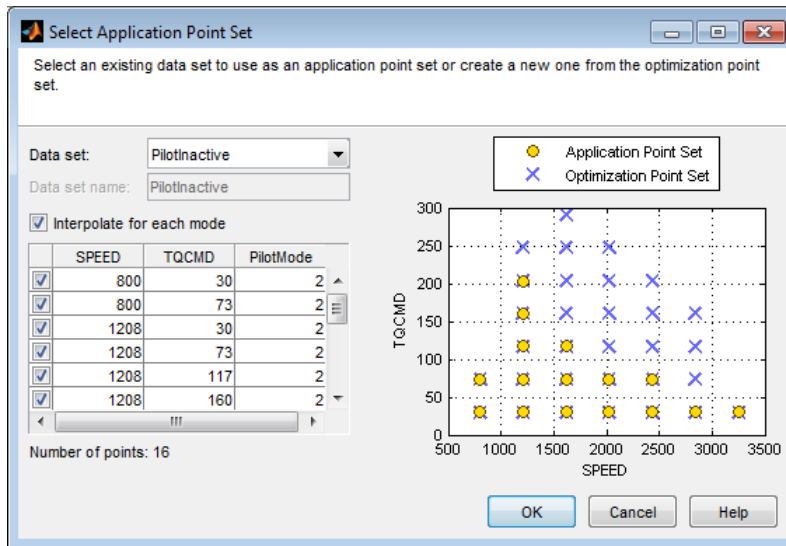 Select Application Point Set
Select an existing data set to use as an application point set or create a new one from the optimization point
set.
Data set: PilotInactive
Data set name: PilotInactive
Interpolate for each mode
SPEED TQCMD PilotMode
800 30 2
800 73 2
1208 30 2
1208 73 2
1208 117 2
1208 160 2
Number of points: 16
Application Point Set
Optimization Point Set
300
250
200
150
100
50
0
TQCMD
500 1000 1500 2000 2500 3000 3500
SPEED
OK Cancel Help